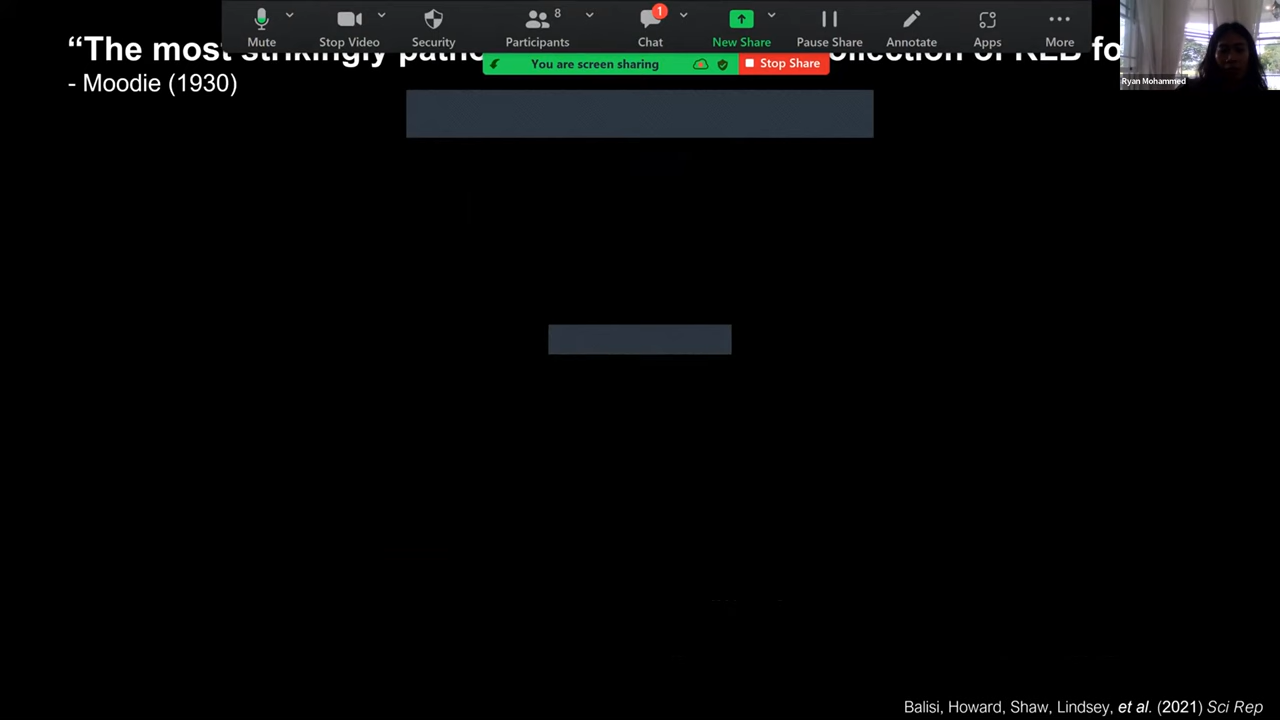 8
1
Mute
Stop Video
Security
Participants
Chat
New Share
Pause Share
Annotate
Apps
More
“The most strikingly
You are screen sharing
Stop Share
- Moodie (1930)
Ryan Mohammed
Balisi, Howard, Shaw, Lindsey, et al. (2021) Sci Rep